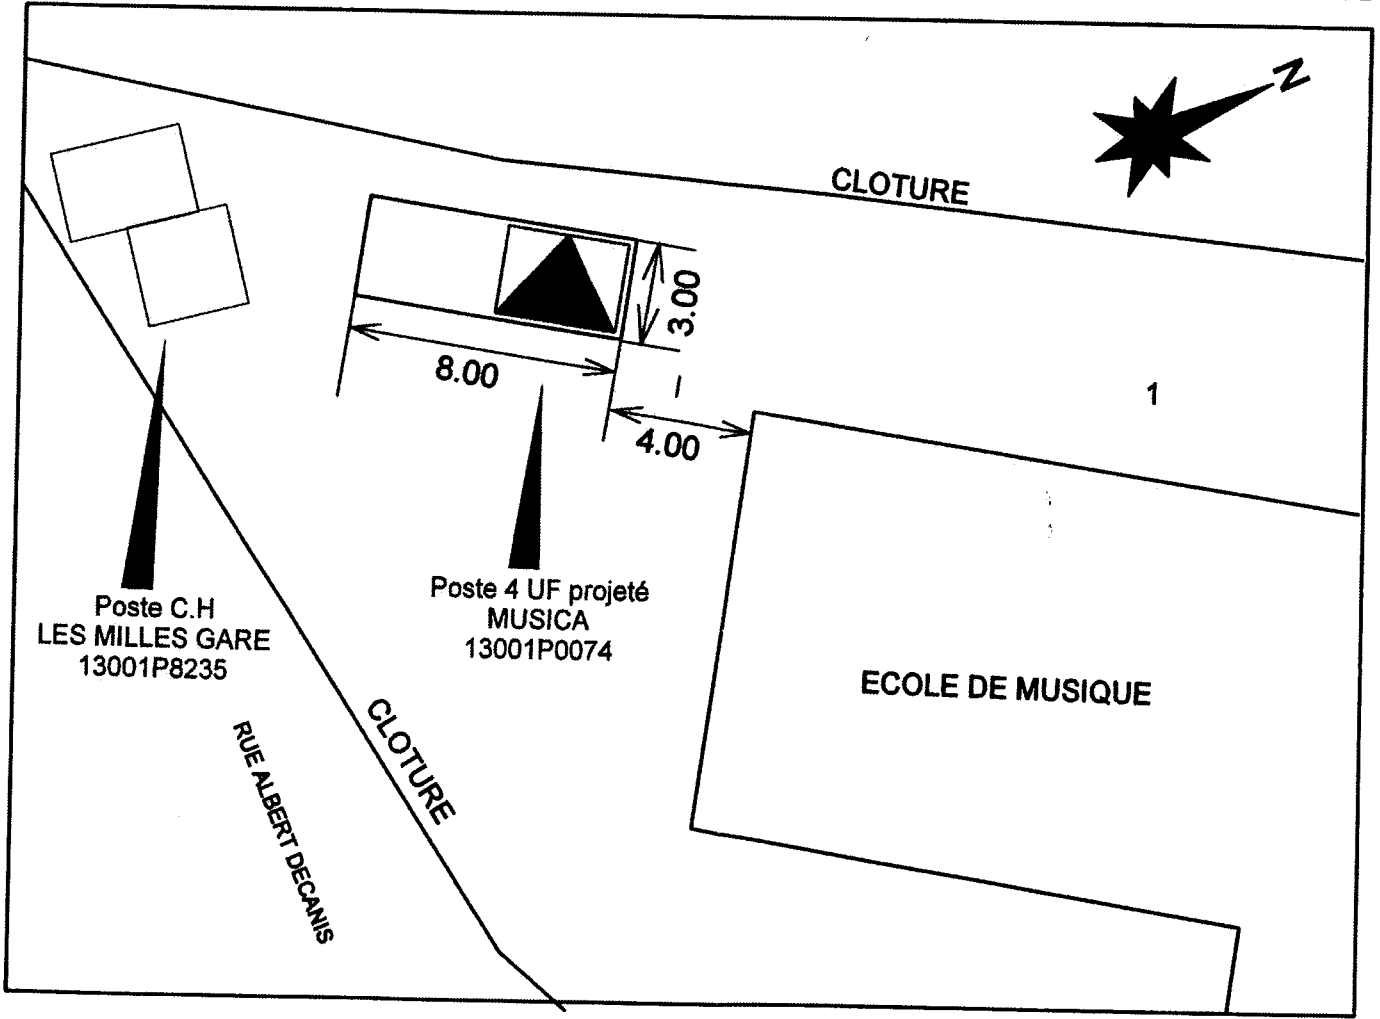 N
CLOTURE
3.00
8.00
4.00
1
Poste C.H
LES MILLES GARE
13001P8235
Poste 4 UF projeté
MUSICA
13001P0074
ECOLE DE MUSIQUE
CLOTURE
RUE ALBERT DECANIS